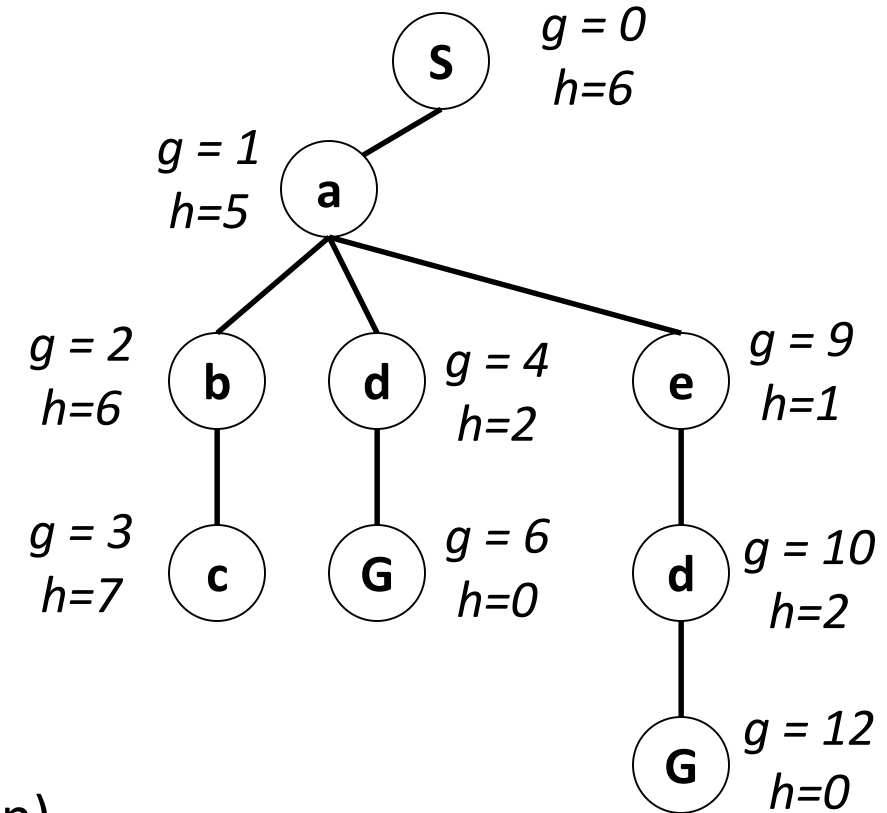 S
g = 0
h=6
g = 1
h=5
a
g = 2
h=6
b
d
g = 4
h=2
e
g = 9
h=1
g = 3
h=7
c
G
g = 6
h=0
d
g = 10
h=2
G
g = 12
h=0